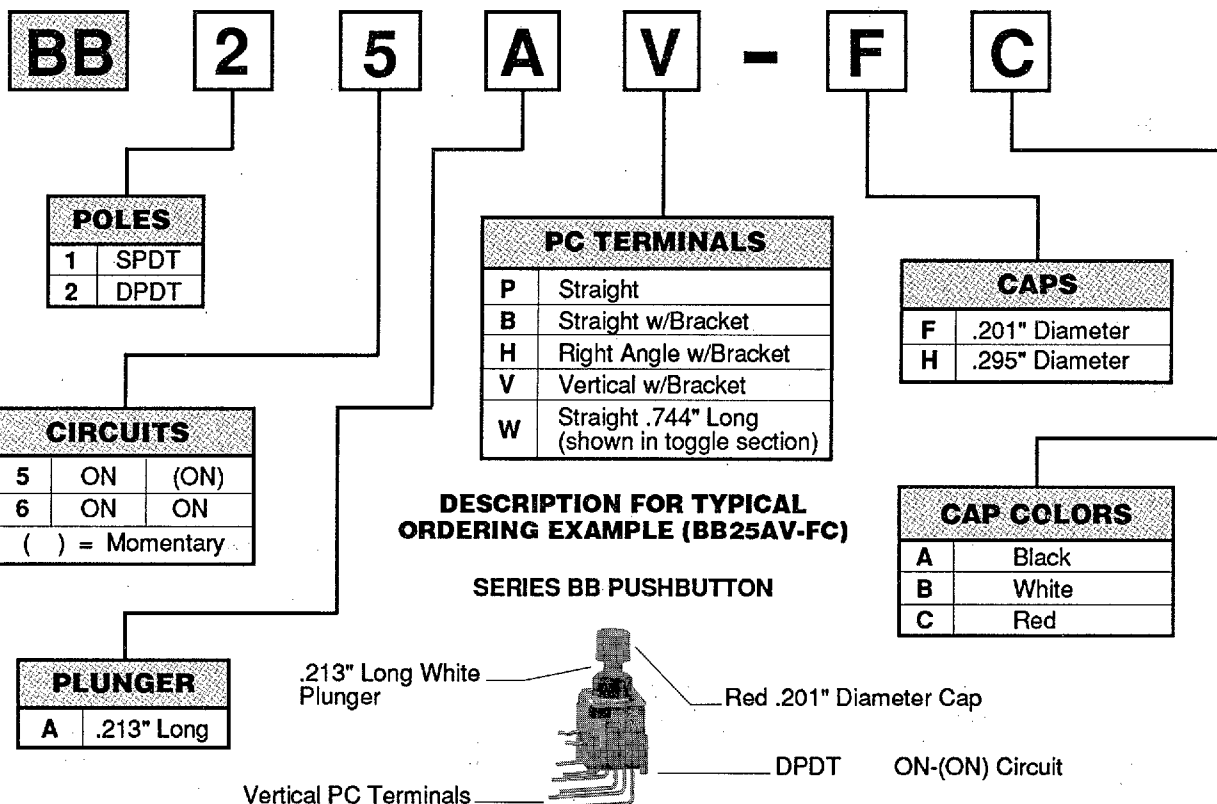 BB 2 5 A V - F C
POLES
1 SPDT
2 DPDT
CIRCUITS
5 ON (ON)
6 ON ON
( ) = Momentary
PLUNGER
A .213" Long
PC TERMINALS
P Straight
B Straight w/Bracket
H Right Angle w/Bracket
V Vertical w/Bracket
W Straight .744" Long
(shown in toggle section)
CAPS
F .201" Diameter
H .295" Diameter
CAP COLORS
A Black
B White
C Red
DESCRIPTION FOR TYPICAL
ORDERING EXAMPLE (BB25AV-FC)
SERIES BB PUSHBUTTON
.213" Long White
Plunger
Red .201" Diameter Cap
DPDT ON-(ON) Circuit
Vertical PC Terminals